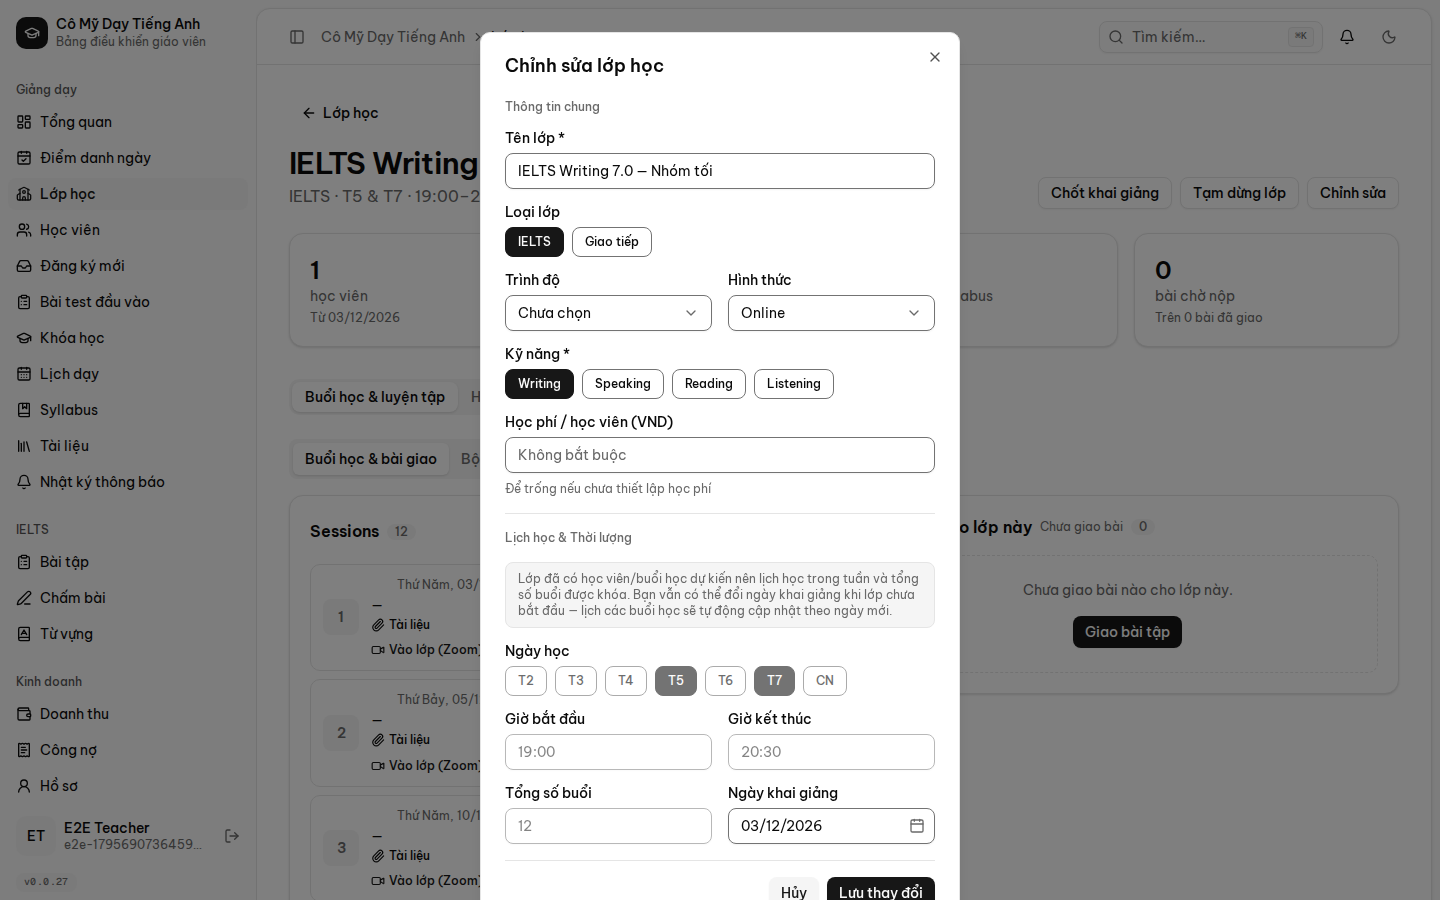 Cô Mỹ Dạy Tiếng Anh
Bảng điều khiển giáo viên
Giảng dạy
Tổng quan
Điểm danh ngày
Lớp học
Học viên
Đăng ký mới
Bài test đầu vào
Khóa học
Lịch dạy
Syllabus
Tài liệu
Nhật ký thông báo
IELTS
Bài tập
Chấm bài
Từ vựng
Kinh doanh
Doanh thu
Công nợ
Hồ sơ
ET
E2E Teacher
e2e-1795690736459...
v0.0.27
Cô Mỹ Dạy Tiếng Anh
Tìm kiếm...
⌘K
Lớp học
IELTS Writing
IELTS · T5 & T7 · 19:00–2
Chốt khai giảng
Tạm dừng lớp
Chỉnh sửa
1
học viên
Từ 03/12/2026
abus
0
bài chờ nộp
Trên 0 bài đã giao
Buổi học & luyện tập
H
Buổi học & bài giao
Bộ
Sessions 12
1
Thứ Năm, 03/
—
Tài liệu
Vào lớp (Zoom)
2
Thứ Bảy, 05/1
—
Tài liệu
Vào lớp (Zoom)
3
Thứ Năm, 10/1
—
Tài liệu
Vào lớp (Zoom)
o lớp này Chưa giao bài 0
Chưa giao bài nào cho lớp này.
Giao bài tập
Chỉnh sửa lớp học
Thông tin chung
Tên lớp *
IELTS Writing 7.0 — Nhóm tối
Loại lớp
IELTS Giao tiếp
Trình độ Hình thức
Chưa chọn Online
Kỹ năng *
Writing Speaking Reading Listening
Học phí / học viên (VND)
Không bắt buộc
Để trống nếu chưa thiết lập học phí
Lịch học & Thời lượng
Lớp đã có học viên/buổi học dự kiến nên lịch học trong tuần và tổng
số buổi được khóa. Bạn vẫn có thể đổi ngày khai giảng khi lớp chưa
bắt đầu — lịch các buổi học sẽ tự động cập nhật theo ngày mới.
Ngày học
T2 T3 T4 T5 T6 T7 CN
Giờ bắt đầu Giờ kết thúc
19:00 20:30
Tổng số buổi Ngày khai giảng
12 03/12/2026
Hủy Lưu thay đổi